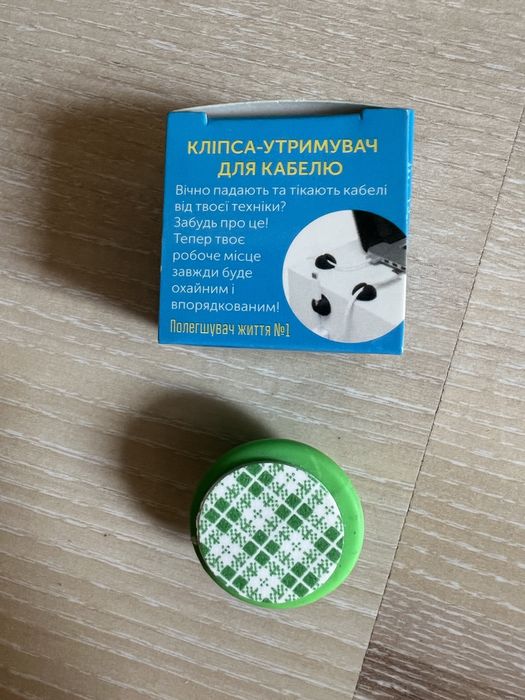 КЛІПСА-УТРИМУВАЧ
ДЛЯ КАБЕЛЮ
Вічно падають та тікають кабелі
від твоєї техніки?
Забудь про це!
Тепер твоє
робоче місце
завжди буде
охайним і
впорядкованим!
Полегшувач життя №1